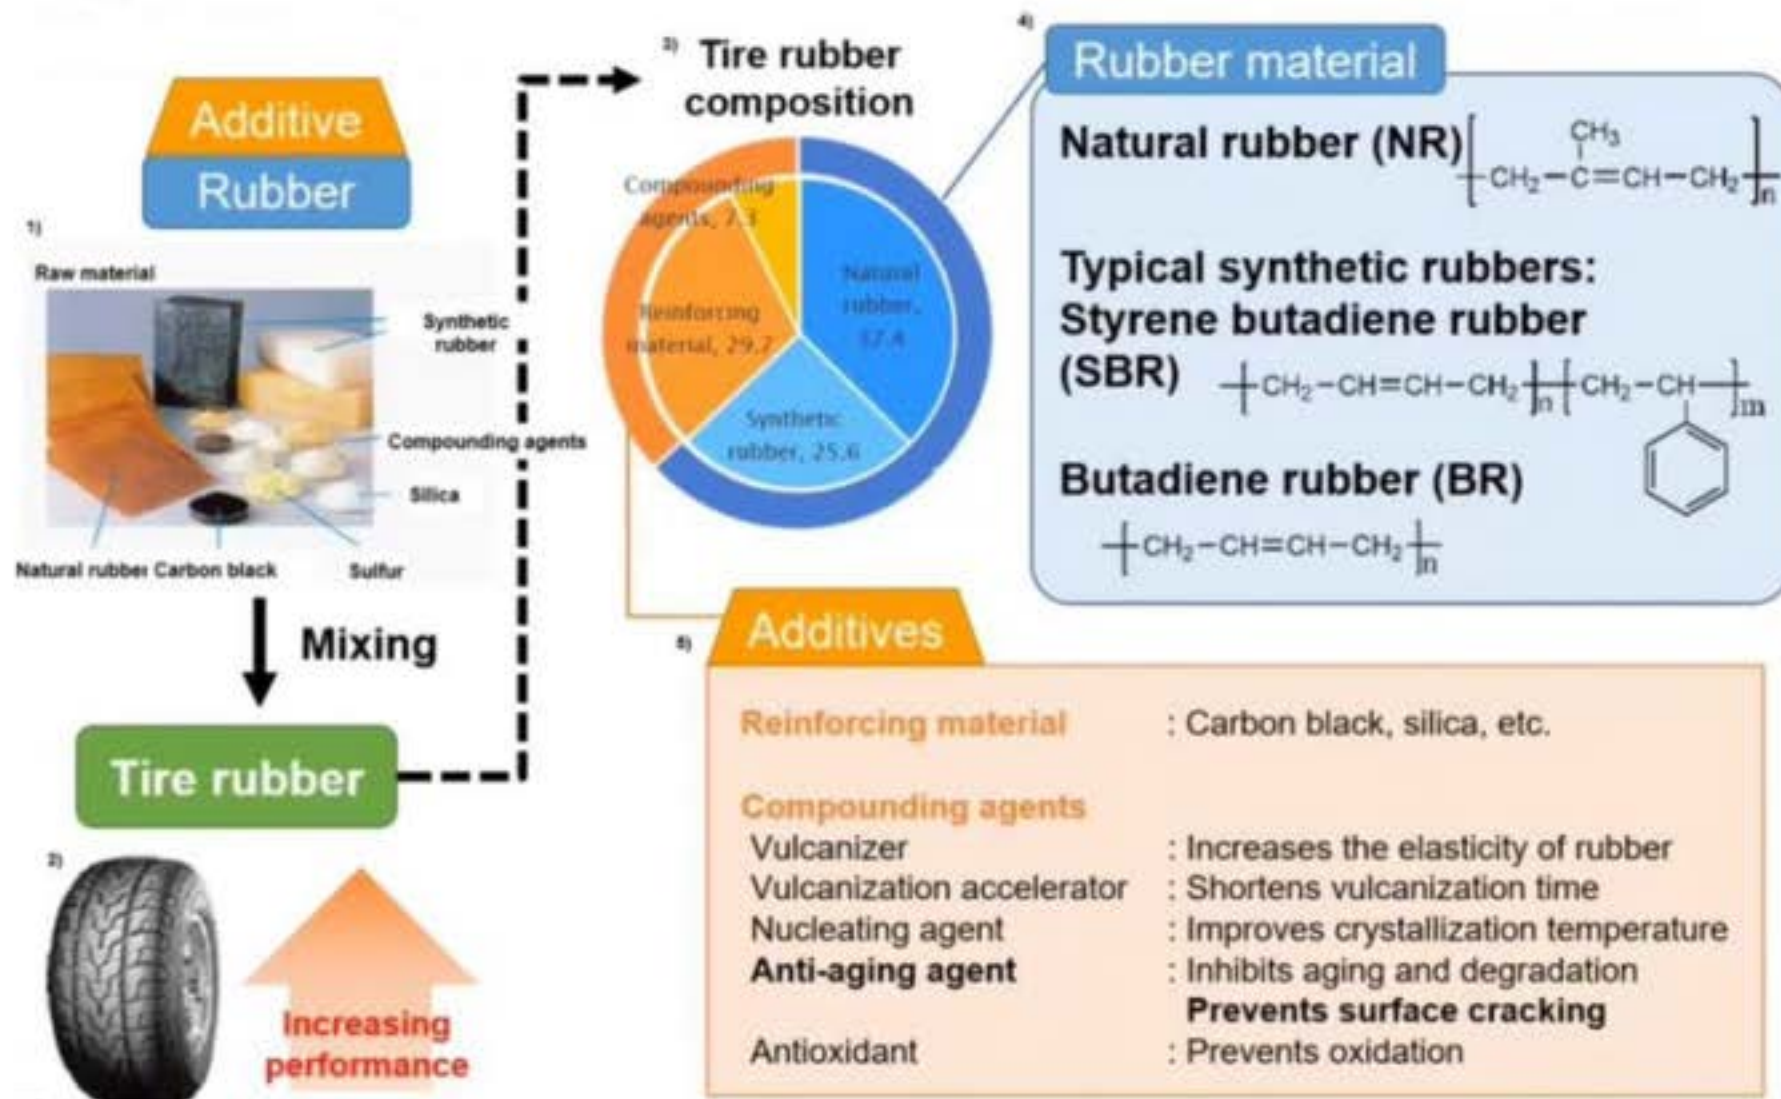 Additive
Rubber
1)
Raw material
Synthetic
rubber
Compounding agents
Silica
Natural rubber Carbon black
Sulfur
Mixing
Tire rubber
2)
Increasing
performance
3)
Tire rubber
composition
Compounding
agents, 7.3
Natural
rubber,
37.4
Reinforcing
material, 29.7
Synthetic
rubber, 25.6
4)
Rubber material
Natural rubber (NR)
CH3
CH2-C=CH-CH2
n
Typical synthetic rubbers:
Styrene butadiene rubber
(SBR)
CH2-CH=CH-CH2
n
CH2-CH
m
Butadiene rubber (BR)
CH2-CH=CH-CH2
n
5)
Additives
Reinforcing material : Carbon black, silica, etc.
Compounding agents
Vulcanizer : Increases the elasticity of rubber
Vulcanization accelerator : Shortens vulcanization time
Nucleating agent : Improves crystallization temperature
Anti-aging agent : Inhibits aging and degradation
Prevents surface cracking
Antioxidant : Prevents oxidation